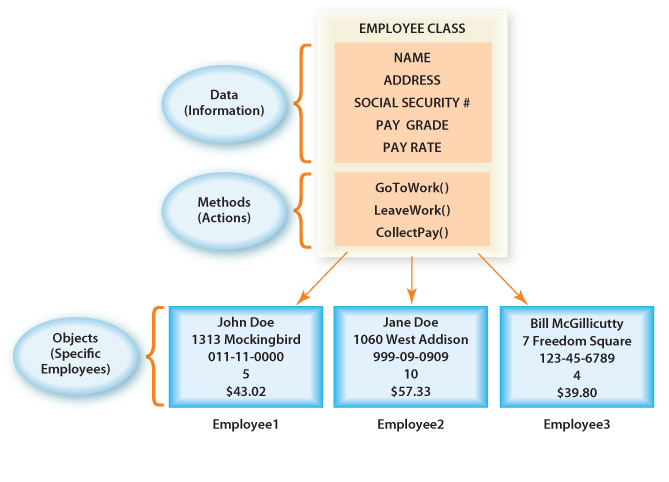 EMPLOYEE CLASS
Data
(Information)
NAME
ADDRESS
SOCIAL SECURITY #
PAY GRADE
PAY RATE
Methods
(Actions)
GoToWork()
LeaveWork()
CollectPay()
Objects
(Specific
Employees)
John Doe
1313 Mockingbird
011-11-0000
5
$43.02
Employee1
Jane Doe
1060 West Addison
999-09-0909
10
$57.33
Employee2
Bill McGillicutty
7 Freedom Square
123-45-6789
4
$39.80
Employee3